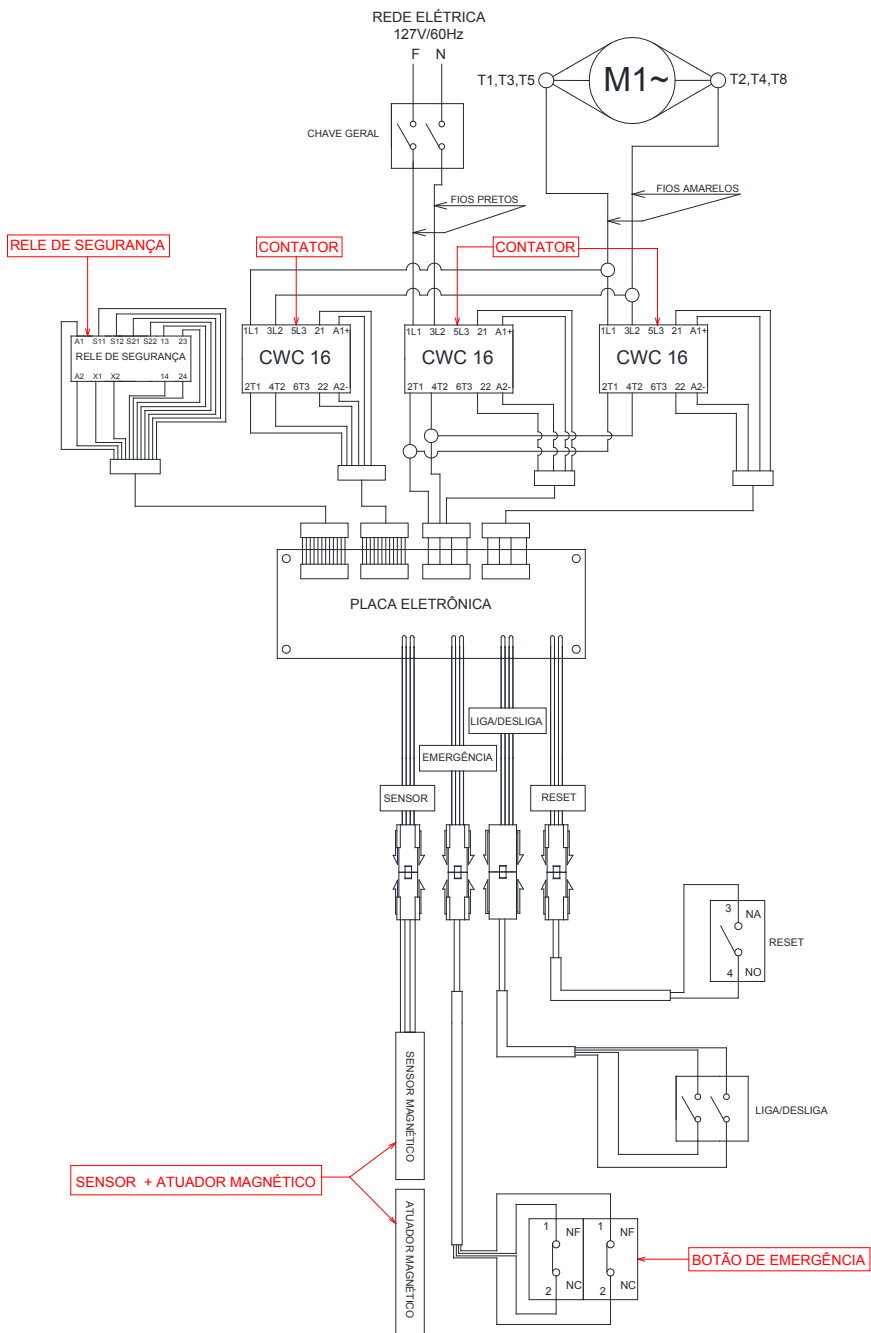 REDE ELÉTRICA
127V/60Hz
F N
T1,T3,T5
M1~
T2,T4,T8
CHAVE GERAL
FIOS PRETOS
FIOS AMARELOS
RELE DE SEGURANÇA
CONTATOR
CONTATOR
A1 S11 S12 S21 S22 13 23
RELE DE SEGURANÇA
A2 X1 X2 14 24
1L1 3L2 5L3 21 A1+
CWC 16
2T1 4T2 6T3 22 A2-
1L1 3L2 5L3 21 A1+
CWC 16
2T1 4T2 6T3 22 A2-
1L1 3L2 5L3 21 A1+
CWC 16
2T1 4T2 6T3 22 A2-
PLACA ELETRÔNICA
LIGA/DESLIGA
EMERGÊNCIA
SENSOR
RESET
3 NA
4 NO
RESET
SENSOR MAGNÉTICO
LIGA/DESLIGA
SENSOR + ATUADOR MAGNÉTICO
ATUADOR MAGNÉTICO
1 NF
2 NC
1 NF
2 NC
BOTÃO DE EMERGÊNCIA